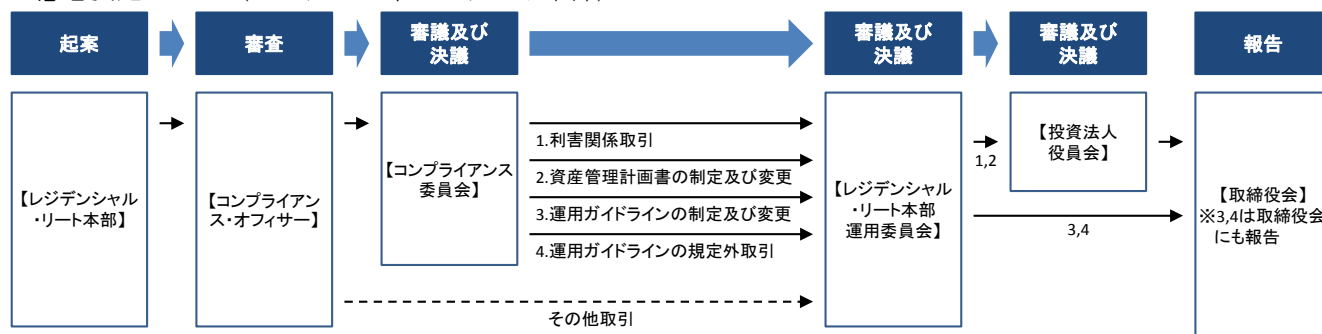 起案
審査
審議及び
決議
審議及び
決議
審議及び
決議
報告
【レジデンシャル
・リート本部】
【コンプライアン
ス・オフィサー】
【コンプライアンス
委員会】
1.利害関係取引
2.資産管理計画書の制定及び変更
3.運用ガイドラインの制定及び変更
4.運用ガイドラインの規定外取引
その他取引
【レジデンシャル
・リート本部
運用委員会】
1,2
3,4
【投資法人
役員会】
【取締役会】
※3,4は取締役会
にも報告